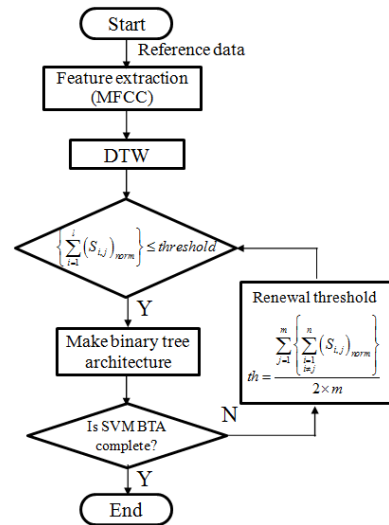 Start
Reference data
Feature extraction
(MFCC)
DTW
{∑_{i=1}^{i}(S_{i,j})_{norm}} ≤ threshold
Y
Make binary tree
architecture
Is SVM BTA
complete?
N
Renewal threshold
th = ∑_{j=1}^{m}{∑_{i=1, i≠j}^{n}(S_{i,j})_{norm}} / 2×m
Y
End